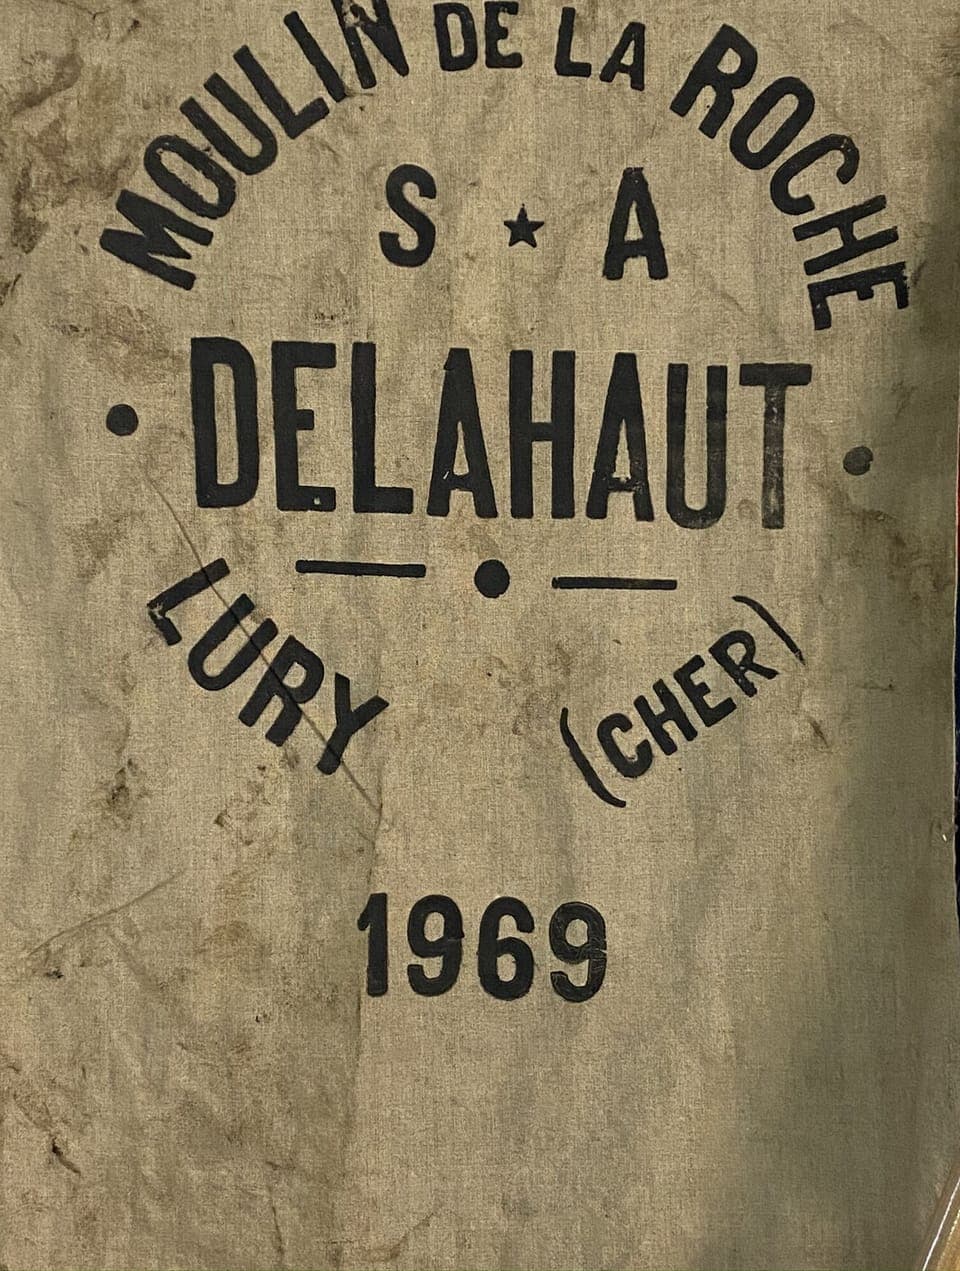 MOULIN DE LA ROCHE
S ★ A
DELAHAUT
LURY (CHER)
1969